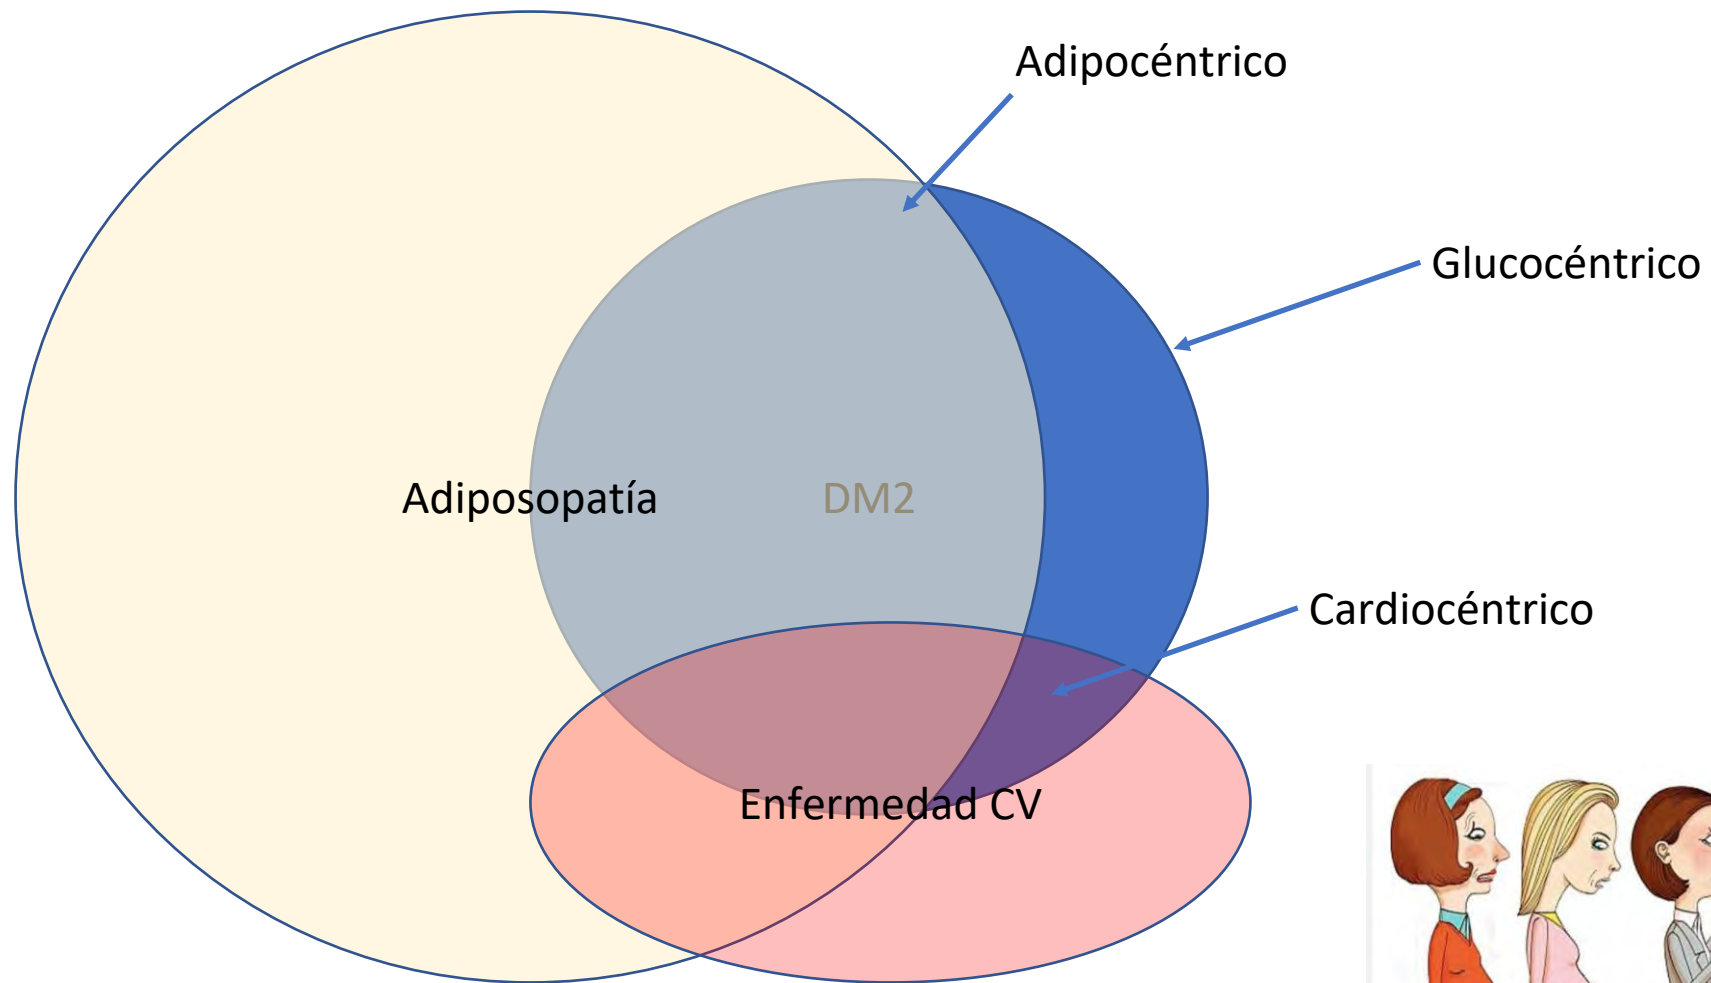 Adipocéntrico
Glucocéntrico
Adiposopatía
DM2
Cardiocéntrico
Enfermedad CV